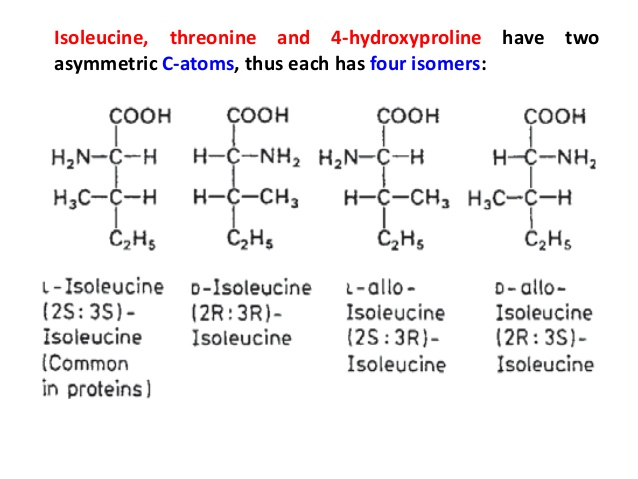 Isoleucine, threonine and 4-hydroxyproline have two
asymmetric C-atoms, thus each has four isomers:
COOH COOH COOH COOH
H₂N–C–H H–C–NH₂ H₂N–C–H H–C–NH₂
H₃C–C–H H–C–CH₃ H–C–CH₃ H₃C–C–H
C₂H₅ C₂H₅ C₂H₅ C₂H₅
L-Isoleucine
(2S:3S)-
Isoleucine
(Common
in proteins)
D-Isoleucine
(2R:3R)-
Isoleucine
L-allo-
Isoleucine
(2S:3R)-
Isoleucine
D-allo-
Isoleucine
(2R:3S)-
Isoleucine